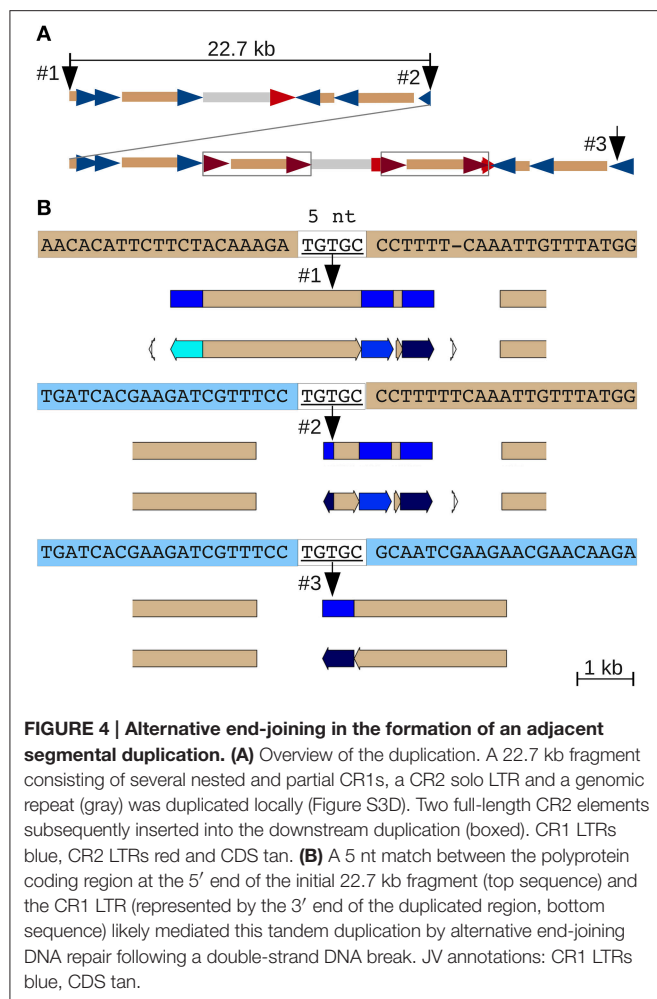 A
22.7 kb
#1
#2
#3
B
5 nt
AACACATTCTTCTACAAAGA TGTGC CCTTTT-CAAATTGTTTATGG
#1
TGATCACGAAGATCGTTTCC TGTGC CCTTTTTCAAATTGTTTATGG
#2
TGATCACGAAGATCGTTTCC TGTGC GCAATCGAAGAACGAACAAGA
#3
1 kb
FIGURE 4 | Alternative end-joining in the formation of an adjacent
segmental duplication. (A) Overview of the duplication. A 22.7 kb fragment
consisting of several nested and partial CR1s, a CR2 solo LTR and a genomic
repeat (gray) was duplicated locally (Figure S3D). Two full-length CR2 elements
subsequently inserted into the downstream duplication (boxed). CR1 LTRs
blue, CR2 LTRs red and CDS tan. (B) A 5 nt match between the polyprotein
coding region at the 5′ end of the initial 22.7 kb fragment (top sequence) and
the CR1 LTR (represented by the 3′ end of the duplicated region, bottom
sequence) likely mediated this tandem duplication by alternative end-joining
DNA repair following a double-strand DNA break. JV annotations: CR1 LTRs
blue, CDS tan.